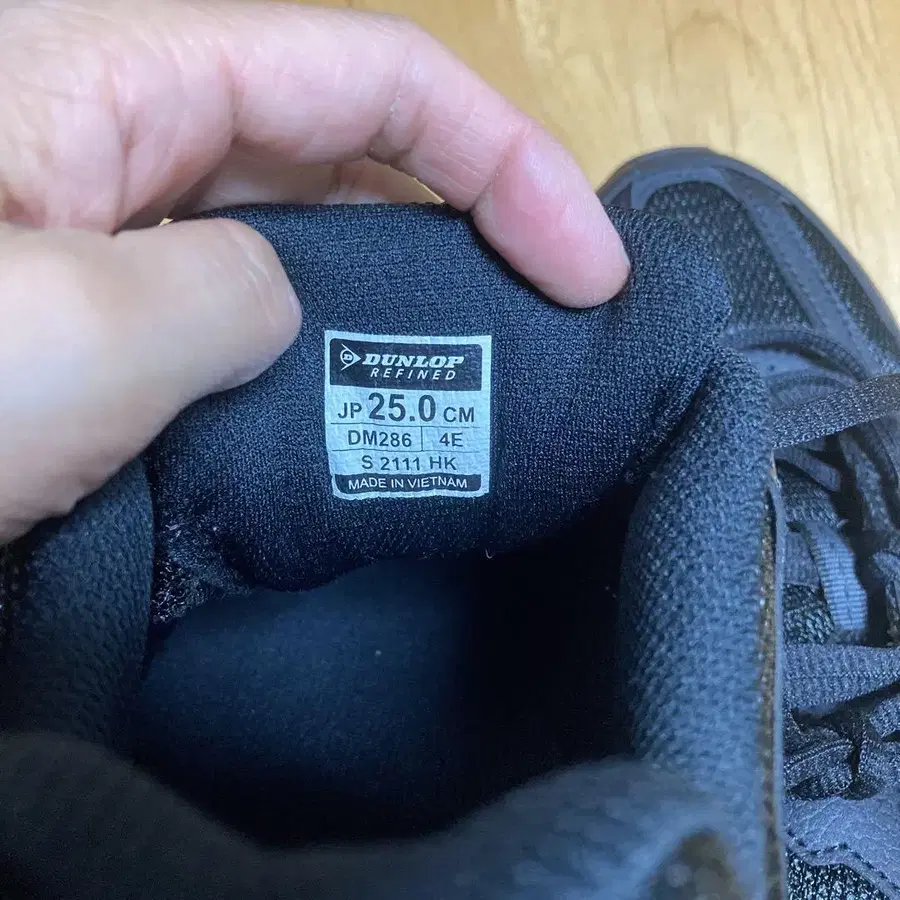 DUNLOP
REFINED
JP 25.0 CM
DM286 4E
S 2111 HK
MADE IN VIETNAM